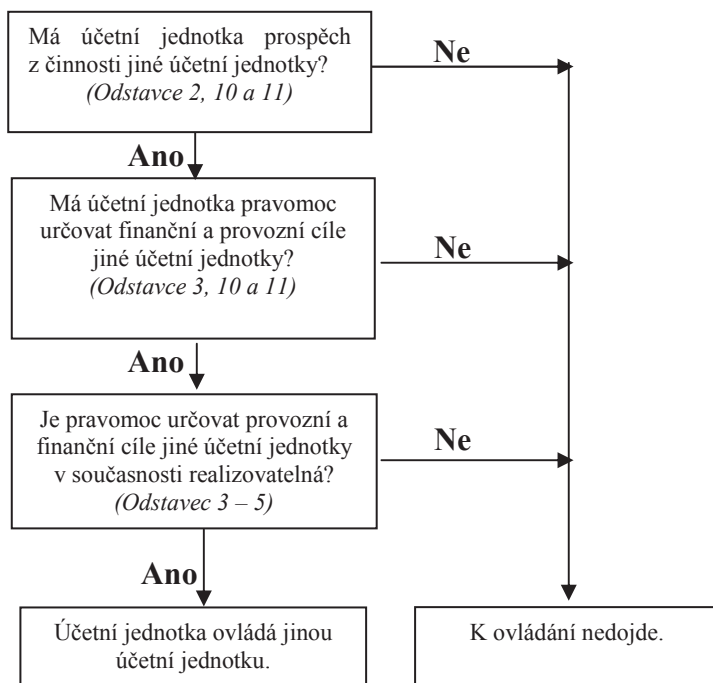 Má účetní jednotka prospěch
z činnosti jiné účetní jednotky?
(Odstavce 2, 10 a 11)
Ne
Ano
Má účetní jednotka pravomoc
určovat finanční a provozní cíle
jiné účetní jednotky?
(Odstavce 3, 10 a 11)
Ne
Ano
Je pravomoc určovat provozní a
finanční cíle jiné účetní jednotky
v současnosti realizovatelná?
(Odstavec 3 – 5)
Ne
Ano
Účetní jednotka ovládá jinou
účetní jednotku.
K ovládání nedojde.